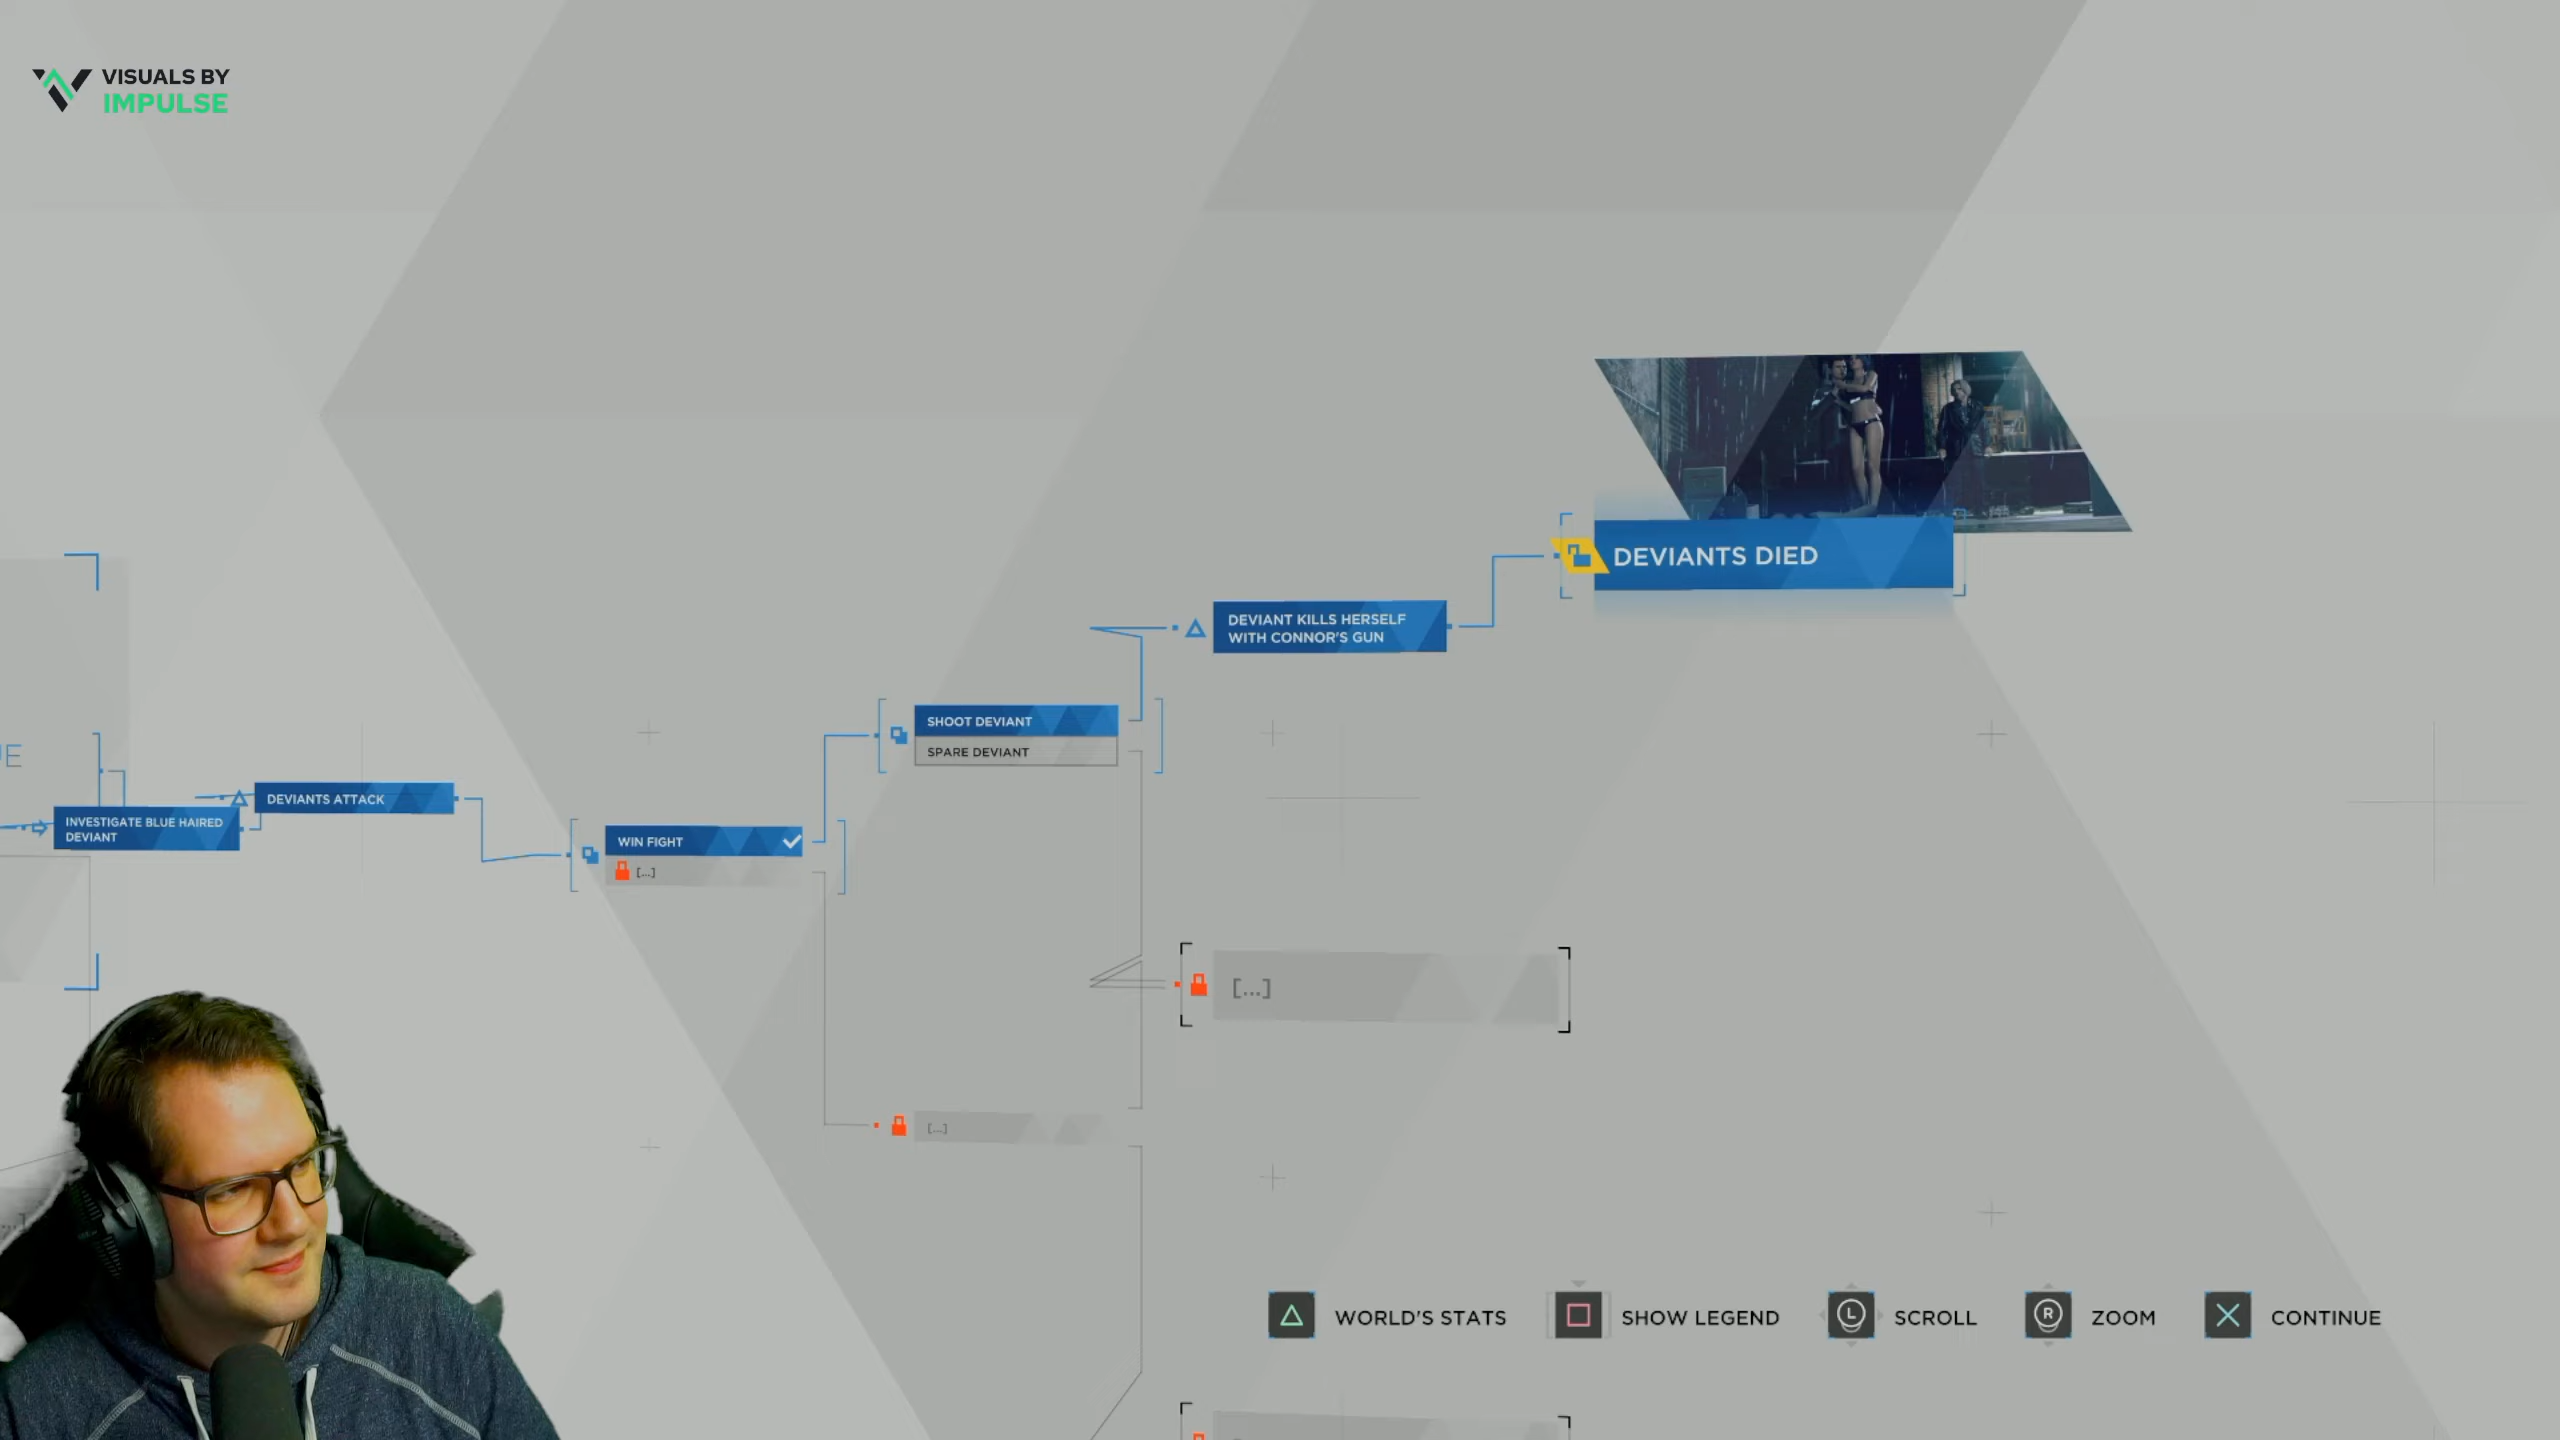 VISUALS BY
IMPULSE
DEVIANTS DIED
DEVIANT KILLS HERSELF
WITH CONNOR'S GUN
SHOOT DEVIANT
SPARE DEVIANT
DEVIANTS ATTACK
INVESTIGATE BLUE HAIRED
DEVIANT
WIN FIGHT
[...]
[...]
[...]
WORLD'S STATS
SHOW LEGEND
L
SCROLL
R
ZOOM
CONTINUE